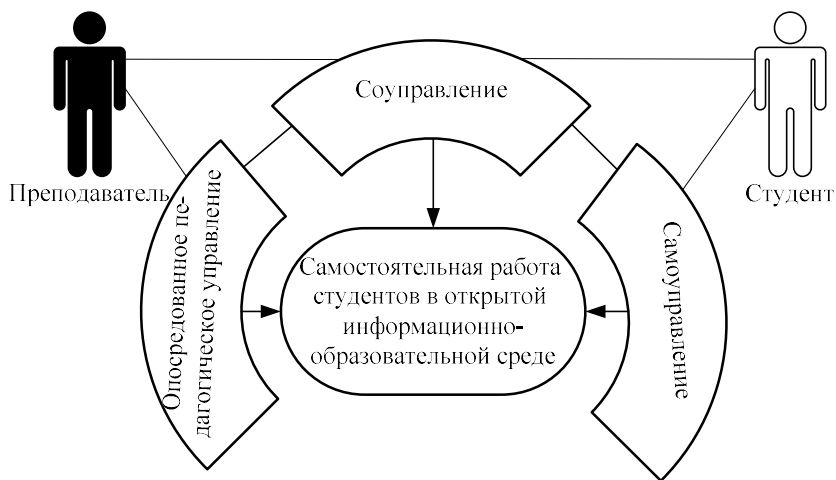 Соуправление
Преподаватель
Студент
Опосредованное пе-
дагогическое управление
Самостоятельная работа
студентов в открытой
информационно-
образовательной среде
Самоуправление